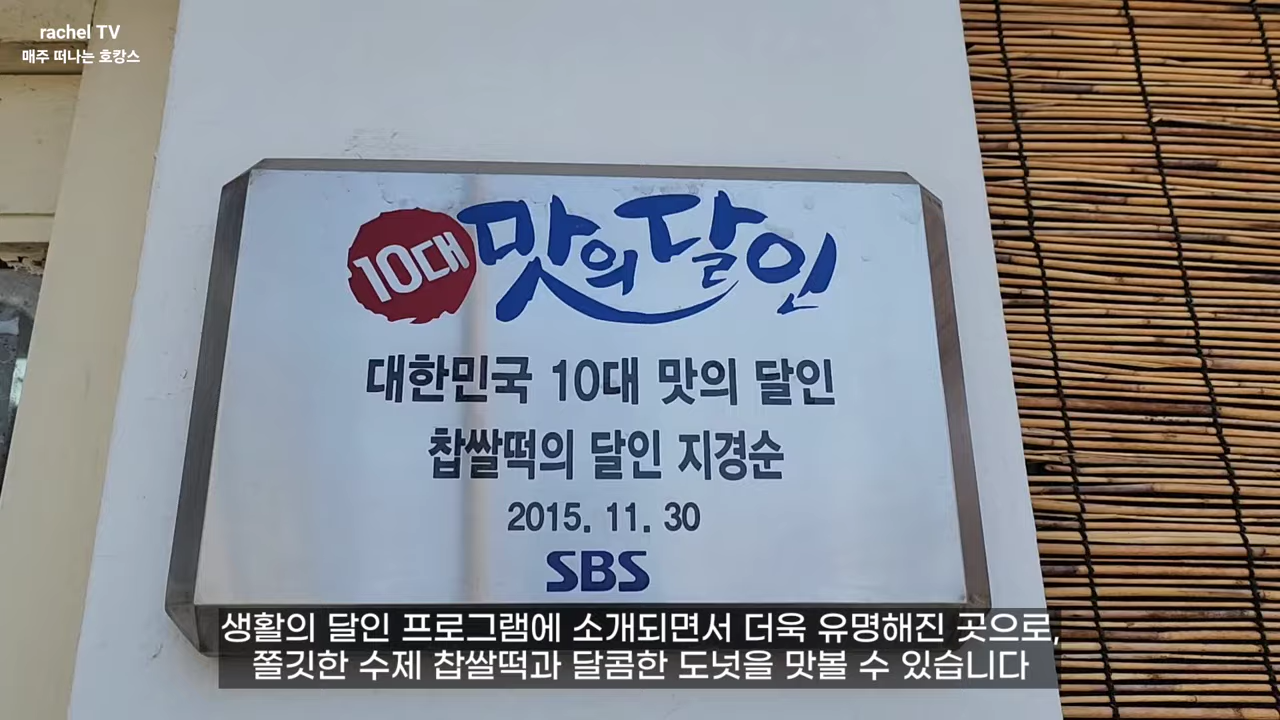 rachel TV
매주 떠나는 호캉스
10대 맛의 달인
대한민국 10대 맛의 달인
찹쌀떡의 달인 지경순
2015. 11. 30
SBS
생활의 달인 프로그램에 소개되면서 더욱 유명해진 곳으로,
쫄깃한 수제 찹쌀떡과 달콤한 도넛을 맛볼 수 있습니다